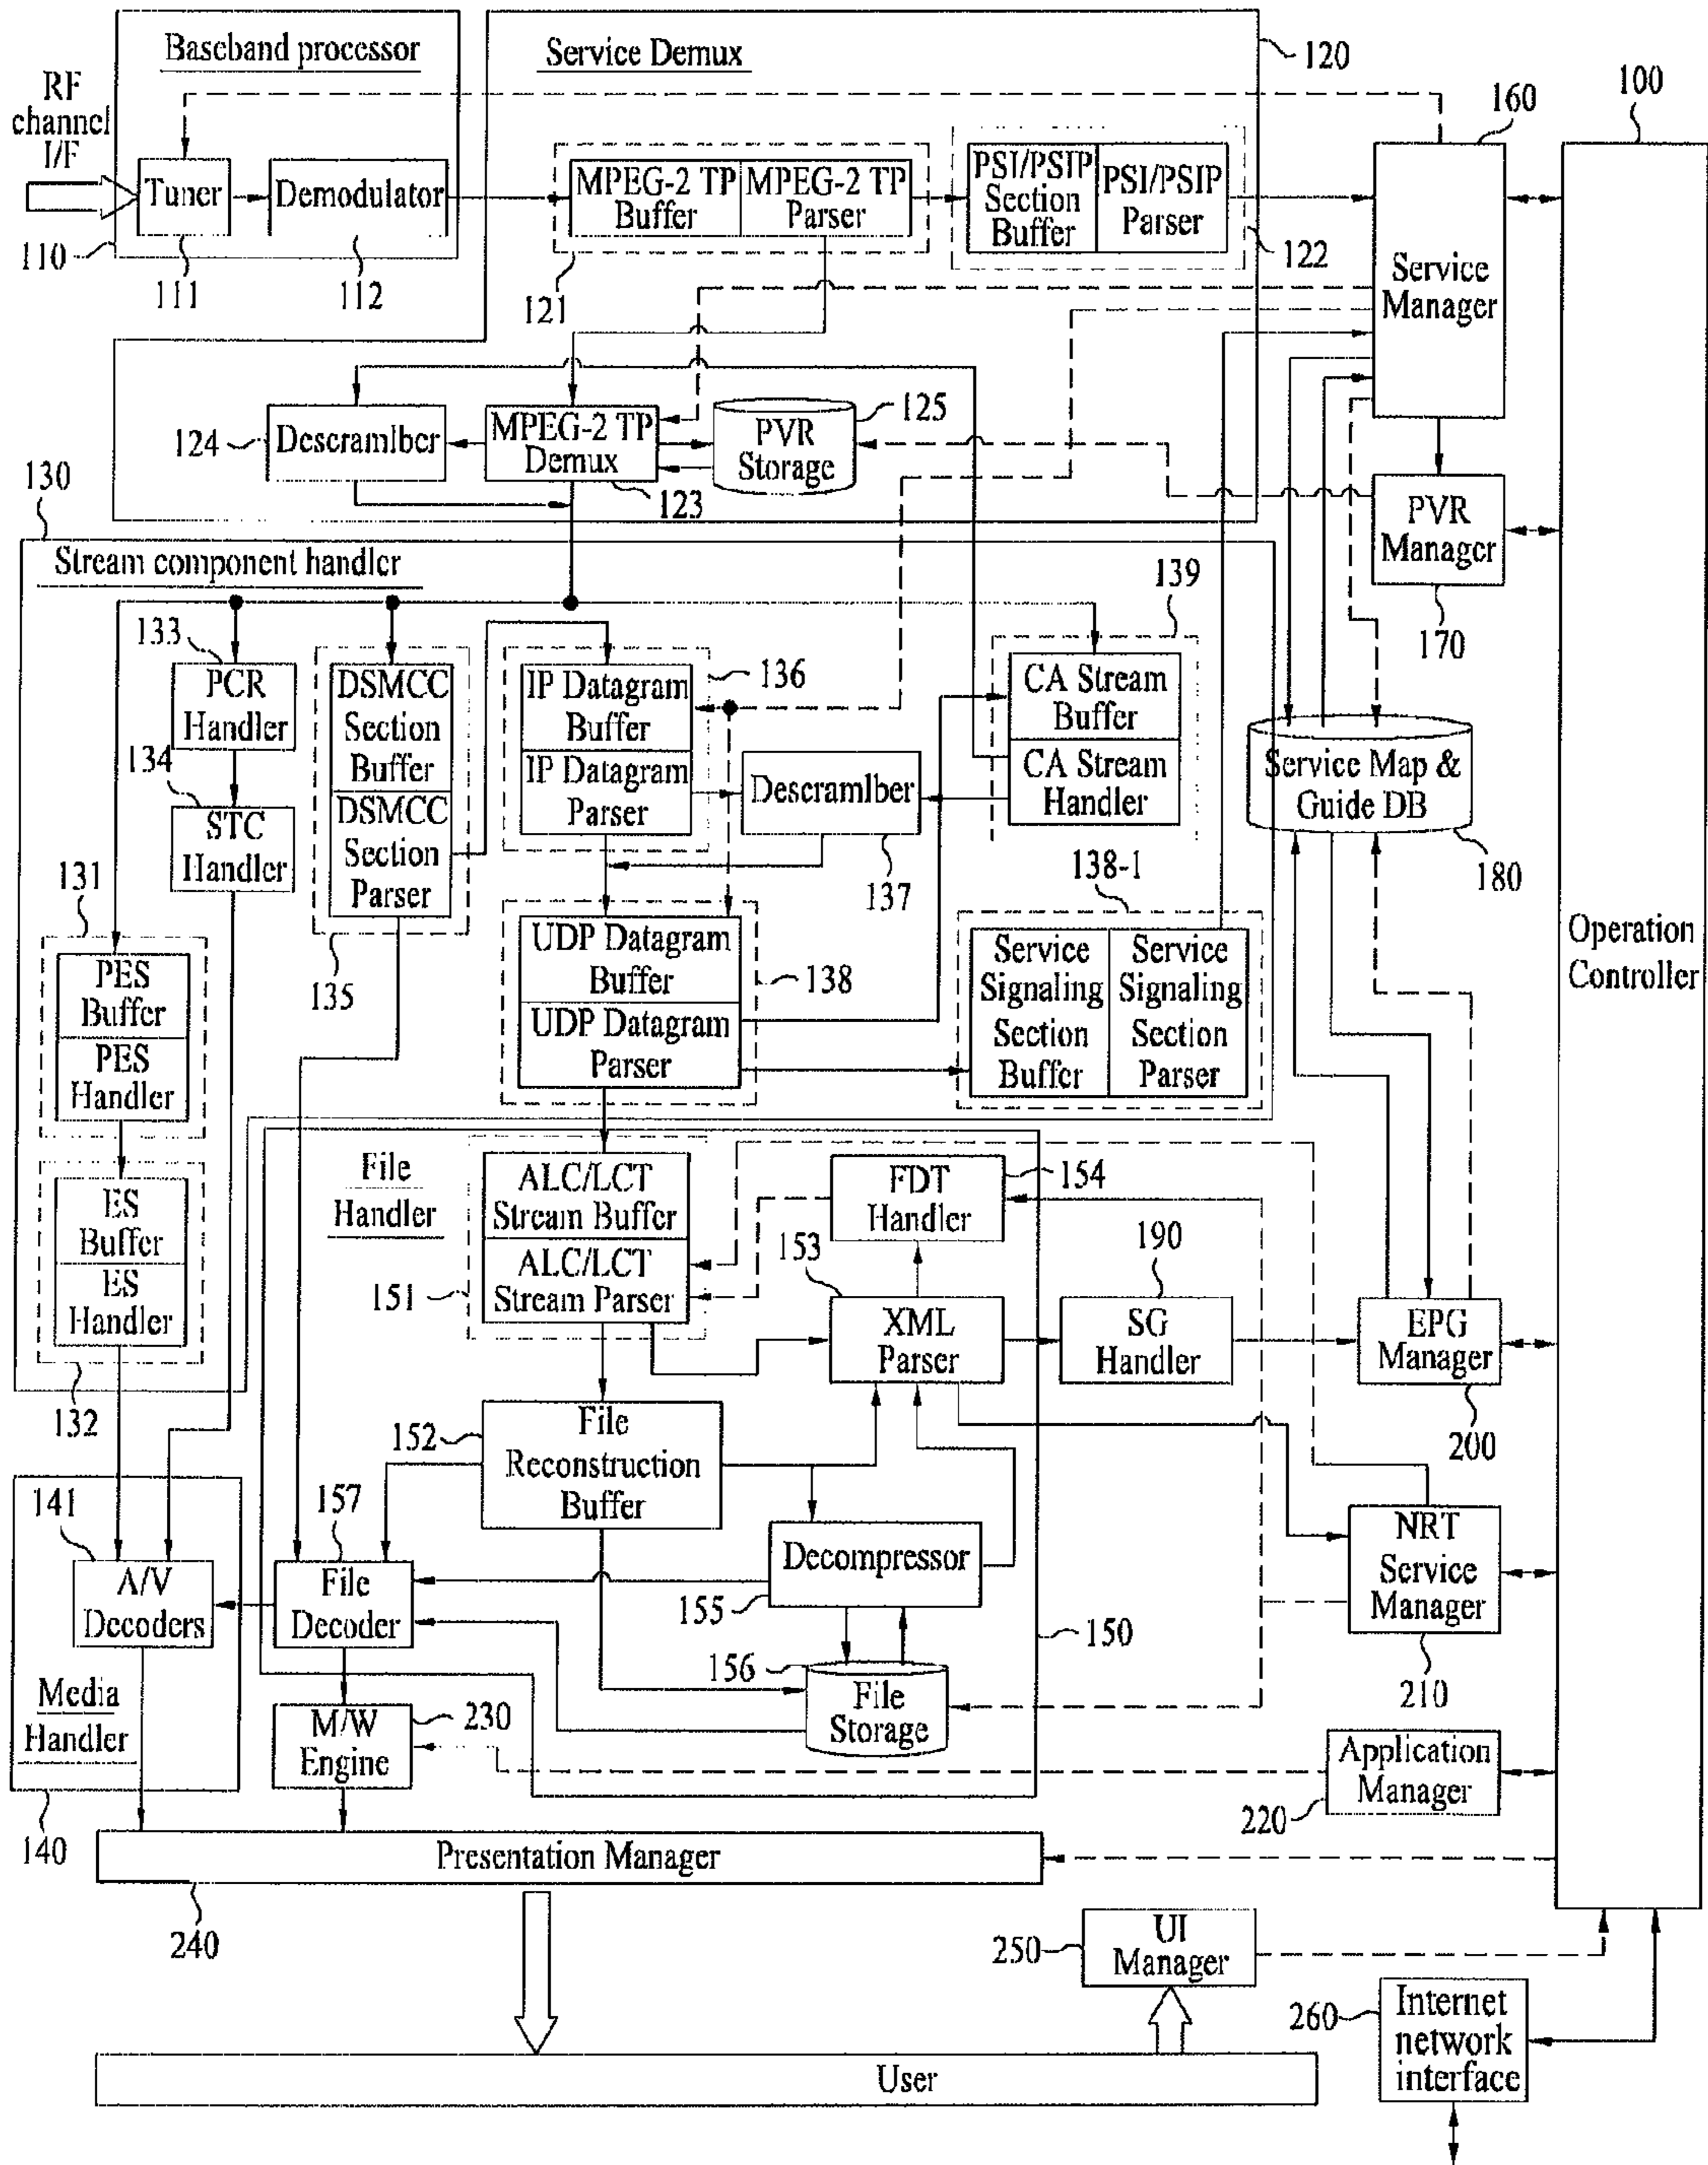 Baseband processor
Service Demux
120
RF
channel
I/F
160
100
Tuner
Demodulator
MPEG-2 TP
Buffer
MPEG-2 TP
Parser
PSI/PSIP
Section
Buffer
PSI/PSIP
Parser
110
111
112
121
122
Service
Manager
124
Descramlber
MPEG-2 TP
Demux
123
PVR
Storage
125
130
PVR
Manager
170
Stream component handler
139
133
PCR
Handler
134
STC
Handler
DSMCC
Section
Buffer
DSMCC
Section
Parser
135
IP Datagram
Buffer
IP Datagram
Parser
136
Descramlber
137
CA Stream
Buffer
CA Stream
Handler
Service Map &
Guide DB
180
138-1
131
PES
Buffer
PES
Handler
UDP Datagram
Buffer
UDP Datagram
Parser
138
Service
Signaling
Section
Buffer
Service
Signaling
Section
Parser
Operation
Controller
ES
Buffer
ES
Handler
132
File
Handler
ALC/LCT
Stream Buffer
ALC/LCT
Stream Parser
151
FDT
Handler
154
153
XML
Parser
190
SG
Handler
EPG
Manager
200
152
File
Reconstruction
Buffer
141
A/V
Decoders
157
File
Decoder
Decompressor
155
NRT
Service
Manager
210
150
156
File
Storage
Media
Handler
140
M/W
Engine
230
Application
Manager
220
Presentation Manager
240
250
UI
Manager
260
Internet
network
interface
User